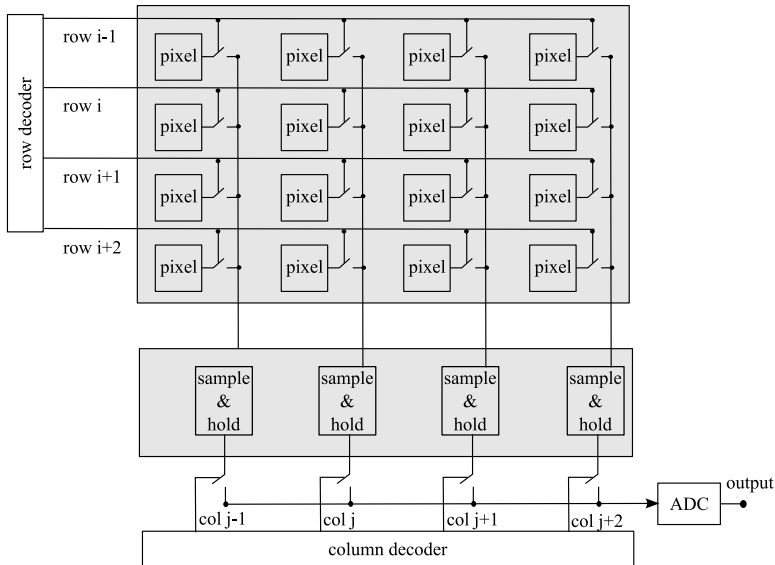 row decoder
row i-1
pixel pixel pixel pixel
row i
pixel pixel pixel pixel
row i+1
pixel pixel pixel pixel
row i+2
pixel pixel pixel pixel
sample & hold
sample & hold
sample & hold
sample & hold
output
ADC
col j-1 col j col j+1 col j+2
column decoder